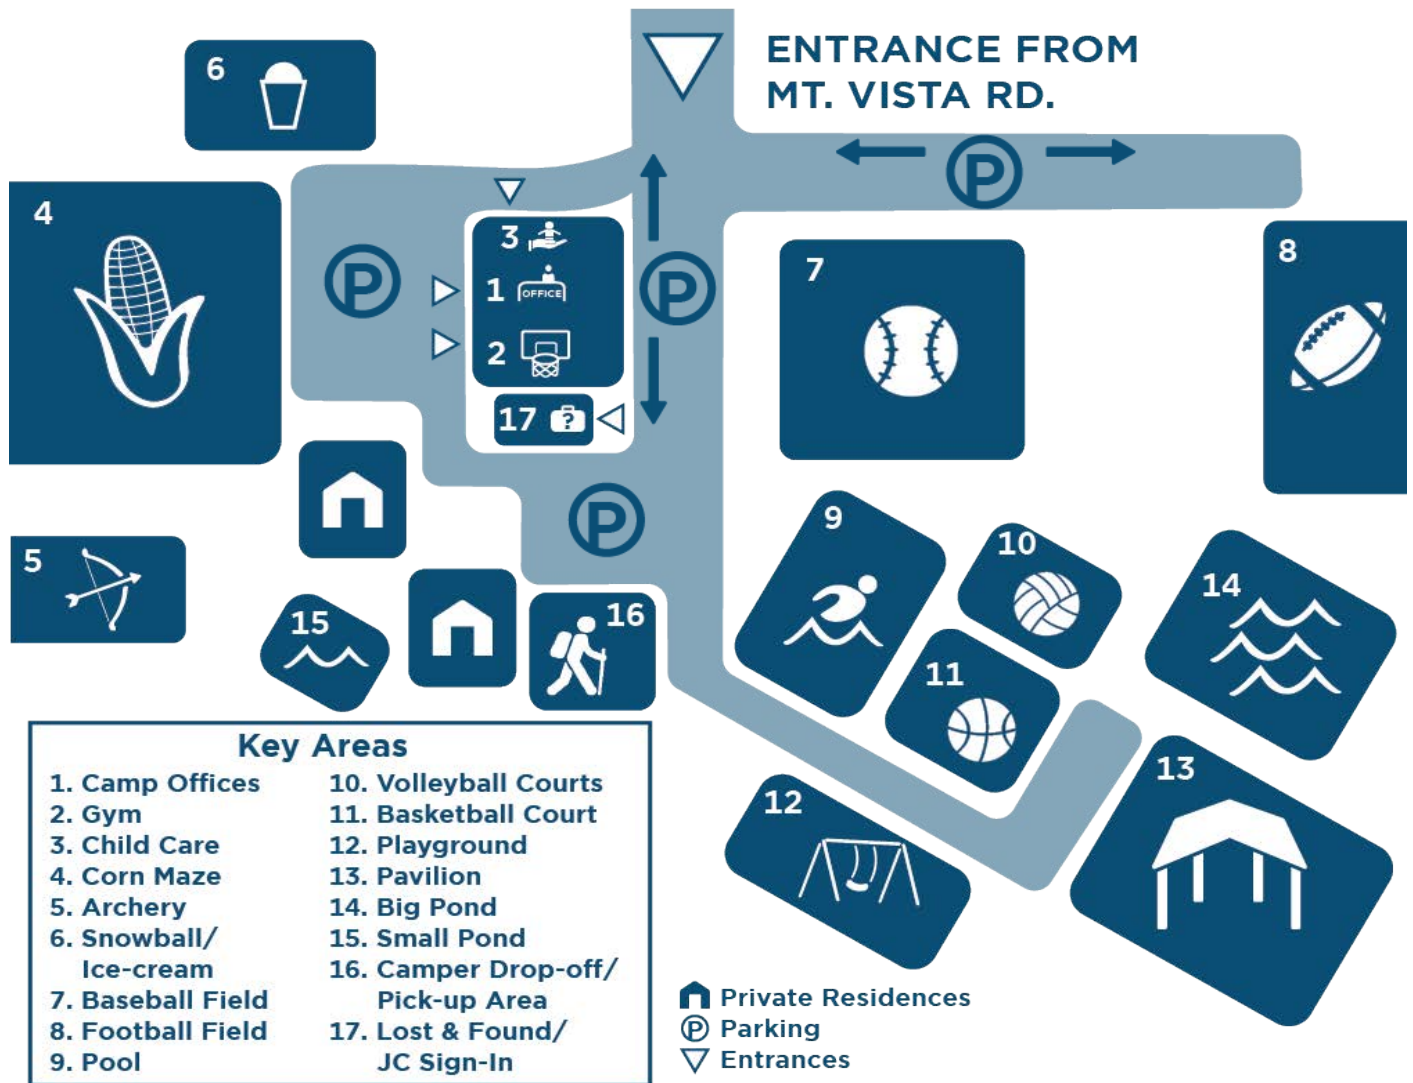 ENTRANCE FROM
MT. VISTA RD.
6
P
4
3
8
P
P
1 OFFICE
7
2
17 ?
P
9
10
5
14
15
16
11
13
12
Key Areas
1. Camp Offices
2. Gym
3. Child Care
4. Corn Maze
5. Archery
6. Snowball/
Ice-cream
7. Baseball Field
8. Football Field
9. Pool
10. Volleyball Courts
11. Basketball Court
12. Playground
13. Pavilion
14. Big Pond
15. Small Pond
16. Camper Drop-off/
Pick-up Area
17. Lost & Found/
JC Sign-In
Private Residences
P Parking
Entrances